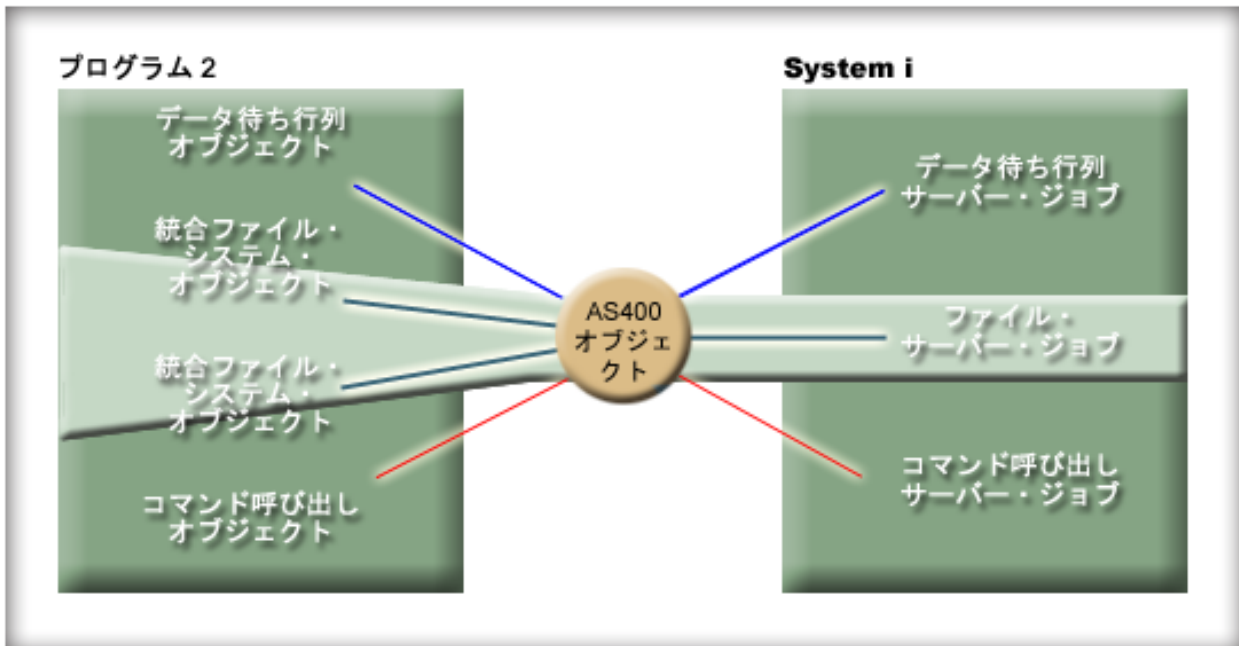 プログラム 2
データ待ち行列
オブジェクト
統合ファイル・
システム・
オブジェクト
統合ファイル・
システム・
オブジェクト
コマンド呼び出し
オブジェクト
AS400
オブジェ
クト
System i
データ待ち行列
サーバー・ジョブ
ファイル・
サーバー・ジョブ
コマンド呼び出し
サーバー・ジョブ